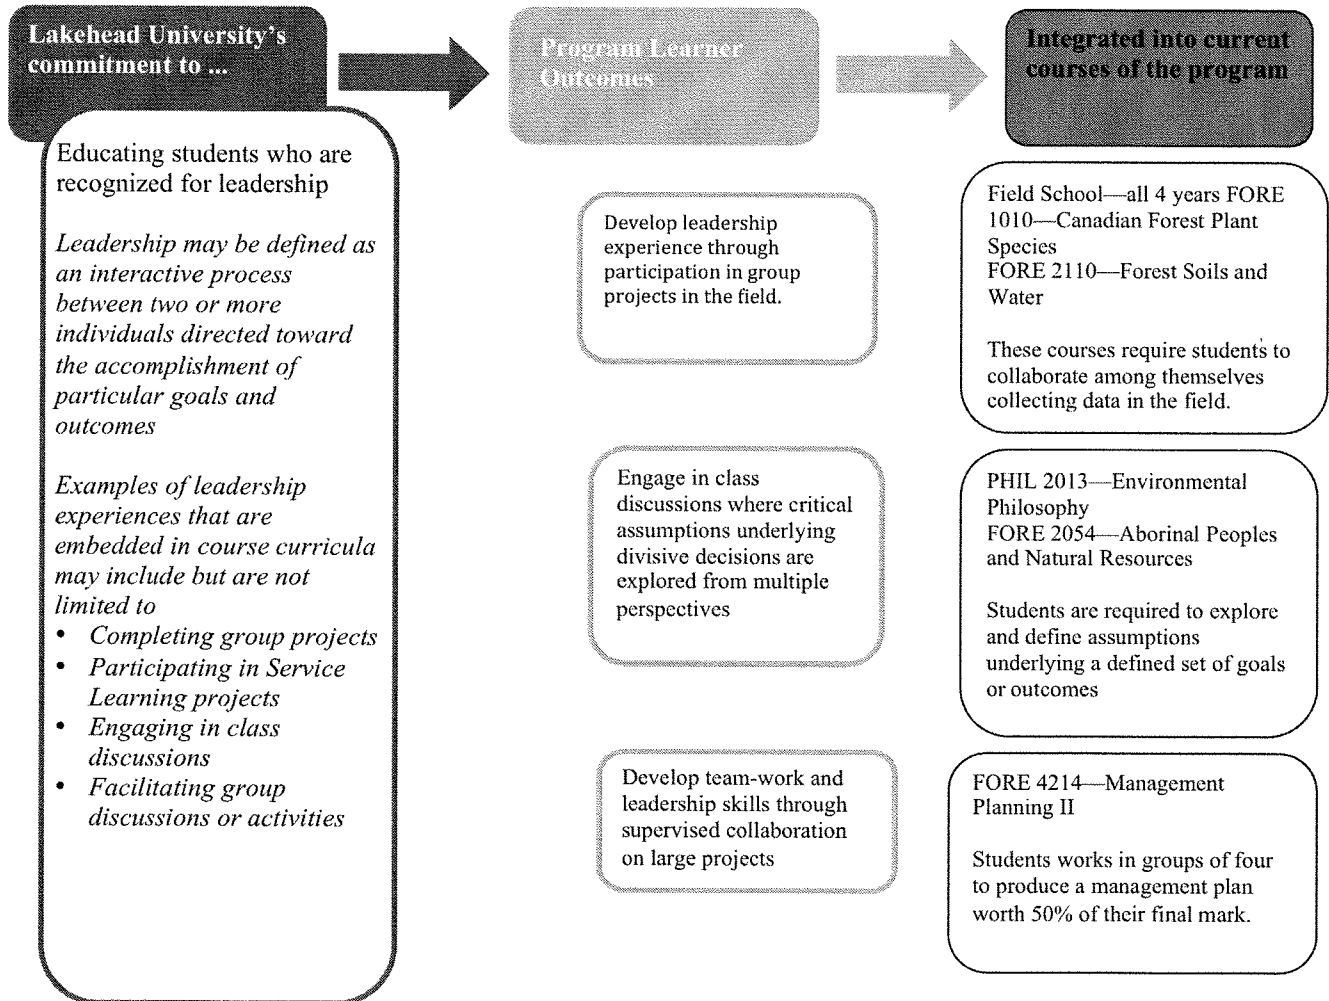 Lakehead University’s
commitment to ...
Program Learner
Outcomes
Integrated into current
courses of the program
Educating students who are
recognized for leadership
Leadership may be defined as
an interactive process
between two or more
individuals directed toward
the accomplishment of
particular goals and
outcomes
Examples of leadership
experiences that are
embedded in course curricula
may include but are not
limited to
• Completing group projects
• Participating in Service
Learning projects
• Engaging in class
discussions
• Facilitating group
discussions or activities
Develop leadership
experience through
participation in group
projects in the field.
Engage in class
discussions where critical
assumptions underlying
divisive decisions are
explored from multiple
perspectives
Develop team-work and
leadership skills through
supervised collaboration
on large projects
Field School—all 4 years FORE
1010—Canadian Forest Plant
Species
FORE 2110—Forest Soils and
Water
These courses require students to
collaborate among themselves
collecting data in the field.
PHIL 2013—Environmental
Philosophy
FORE 2054—Aborinal Peoples
and Natural Resources
Students are required to explore
and define assumptions
underlying a defined set of goals
or outcomes
FORE 4214—Management
Planning II
Students works in groups of four
to produce a management plan
worth 50% of their final mark.